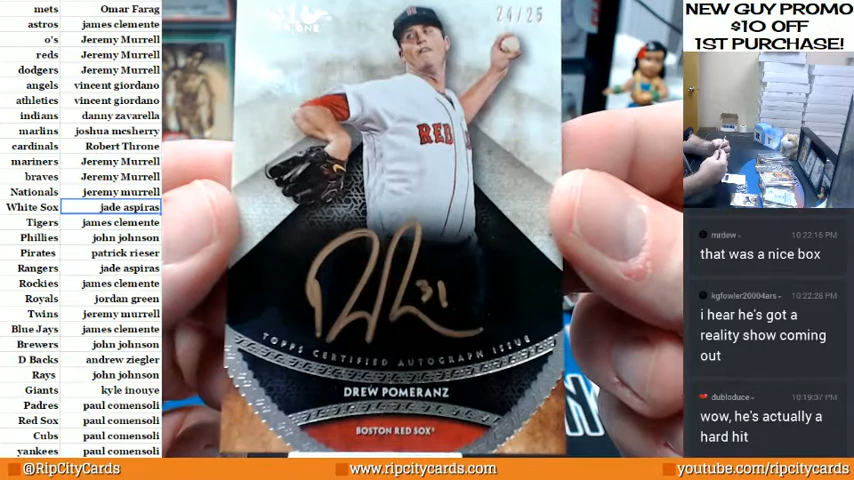 mets Omar Farag
astros james clemente
o's Jeremy Murrell
reds Jeremy Murrell
dodgers Jeremy Murrell
angels vincent giordano
athletics vincent giordano
indians danny zavarella
marlins joshua mcsherry
cardinals Robert Throne
mariners Jeremy Murrell
braves Jeremy Murrell
Nationals jeremy murrell
White Sox jade aspiras
Tigers james clemente
Phillies john johnson
Pirates patrick rieser
Rangers jade aspiras
Rockies james clemente
Royals jordan green
Twins jeremy murrell
Blue Jays james clemente
Brewers john johnson
D Backs andrew ziegler
Rays john johnson
Giants kyle inouye
Padres paul comensoli
Red Sox paul comensoli
Cubs paul comensoli
yankees paul comensoli
24/25
RED
31
TOPPS CERTIFIED AUTOGRAPH ISSUE
DREW POMERANZ
BOSTON RED SOX
NEW GUY PROMO
$10 OFF
1ST PURCHASE!
mrdew 10:22:15 PM
that was a nice box
kgfowler20004ars 10:22:28 PM
i hear he's got a
reality show coming
out
dubloduce 10:19:37 PM
wow, he's actually a
hard hit
@RipCityCards
www.ripcitycards.com
youtube.com/ripcitycards